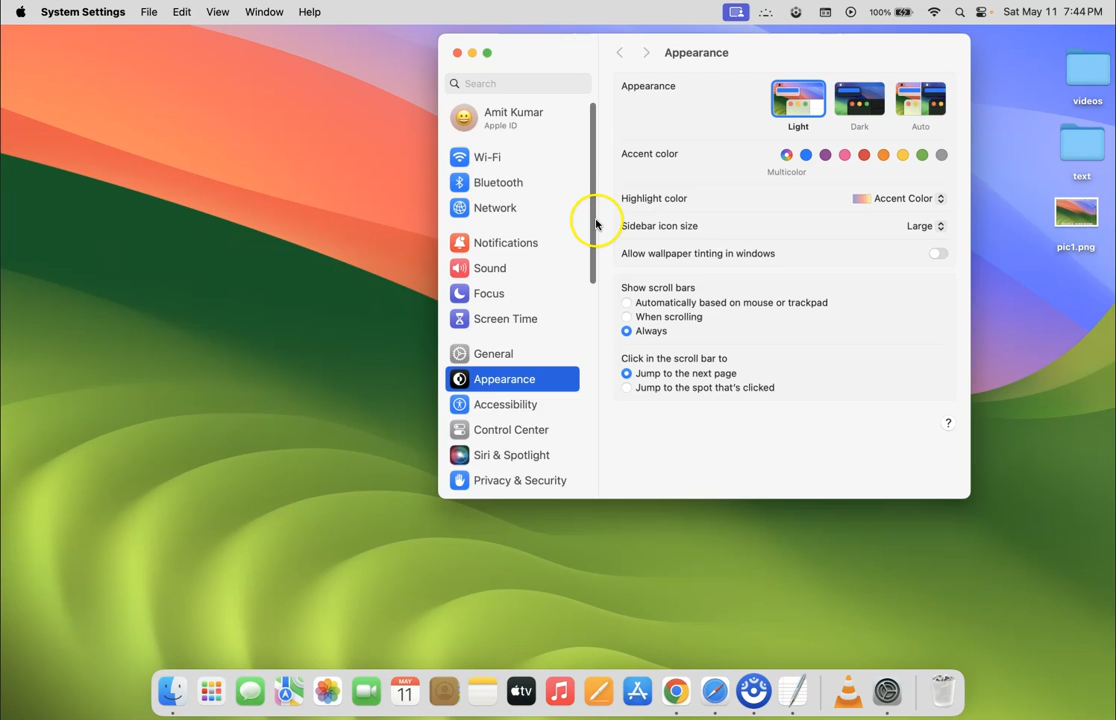 System Settings File Edit View Window Help 100% Sat May 11 7:44 PM
Search
Amit Kumar
Apple ID
Wi-Fi
Bluetooth
Network
Notifications
Sound
Focus
Screen Time
General
Appearance
Accessibility
Control Center
Siri & Spotlight
Privacy & Security
Appearance
Appearance
Light Dark Auto
Accent color
Multicolor
Highlight color Accent Color
Sidebar icon size Large
Allow wallpaper tinting in windows
Show scroll bars
Automatically based on mouse or trackpad
When scrolling
Always
Click in the scroll bar to
Jump to the next page
Jump to the spot that's clicked
?
videos
text
pic1.png
MAY
11
tv